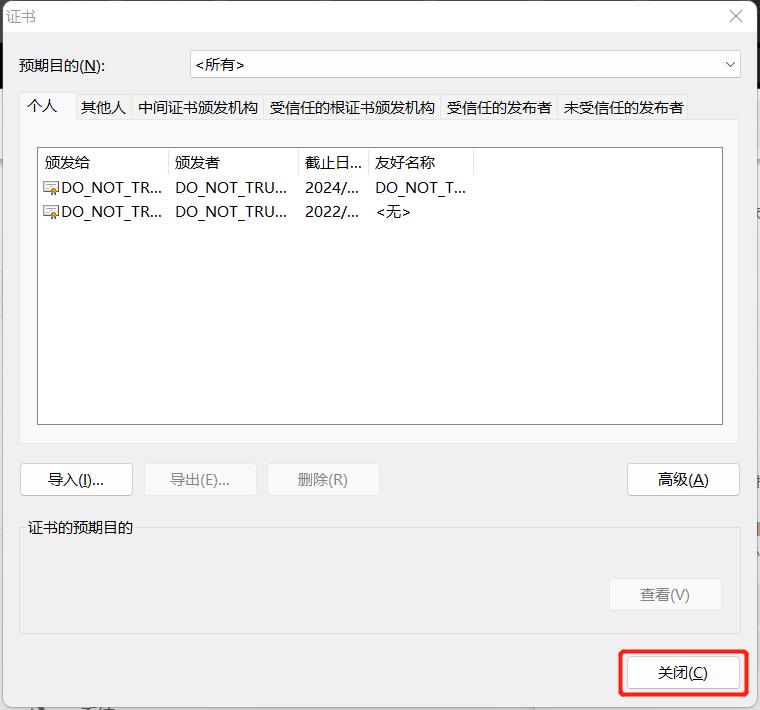 证书
预期目的(N):
<所有>
个人 其他人 中间证书颁发机构 受信任的根证书颁发机构 受信任的发布者 未受信任的发布者
颁发给 颁发者 截止日... 友好名称
DO_NOT_TR... DO_NOT_TRU... 2024/... DO_NOT_T...
DO_NOT_TR... DO_NOT_TRU... 2022/... <无>
导入(I)... 导出(E)... 删除(R) 高级(A)
证书的预期目的
查看(V)
关闭(C)